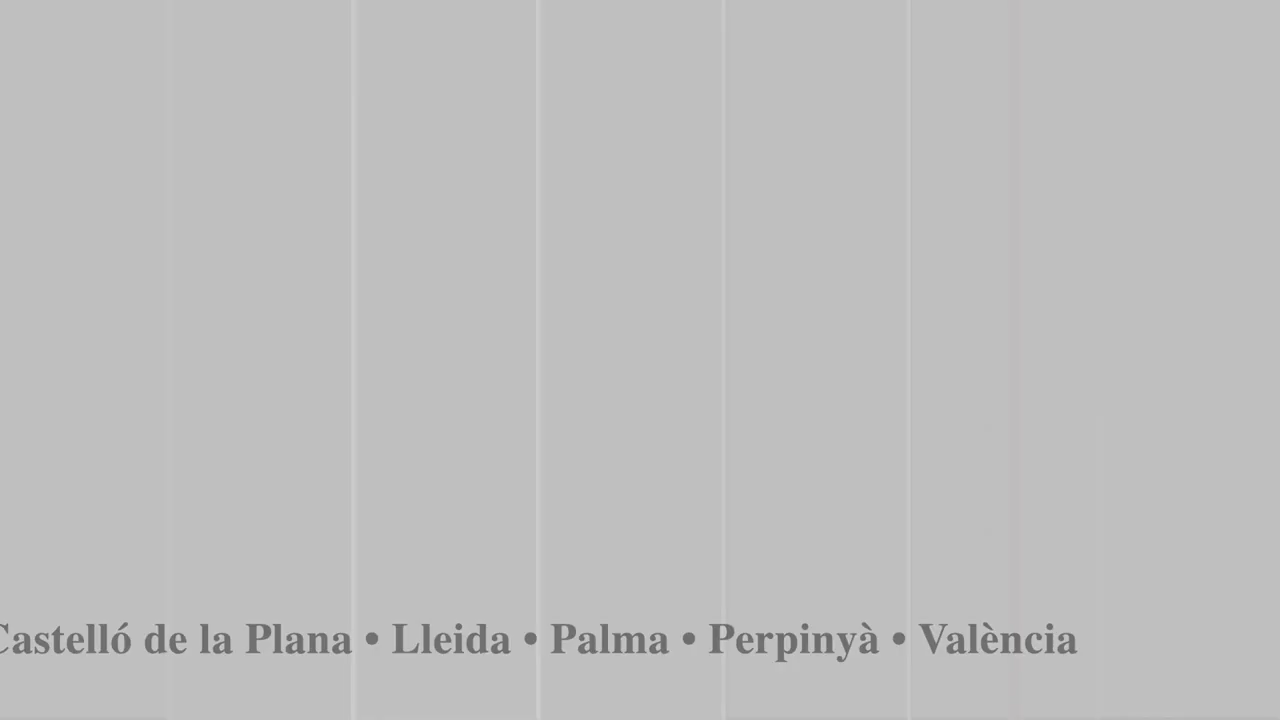 Castelló de la Plana • Lleida • Palma • Perpinyà • València